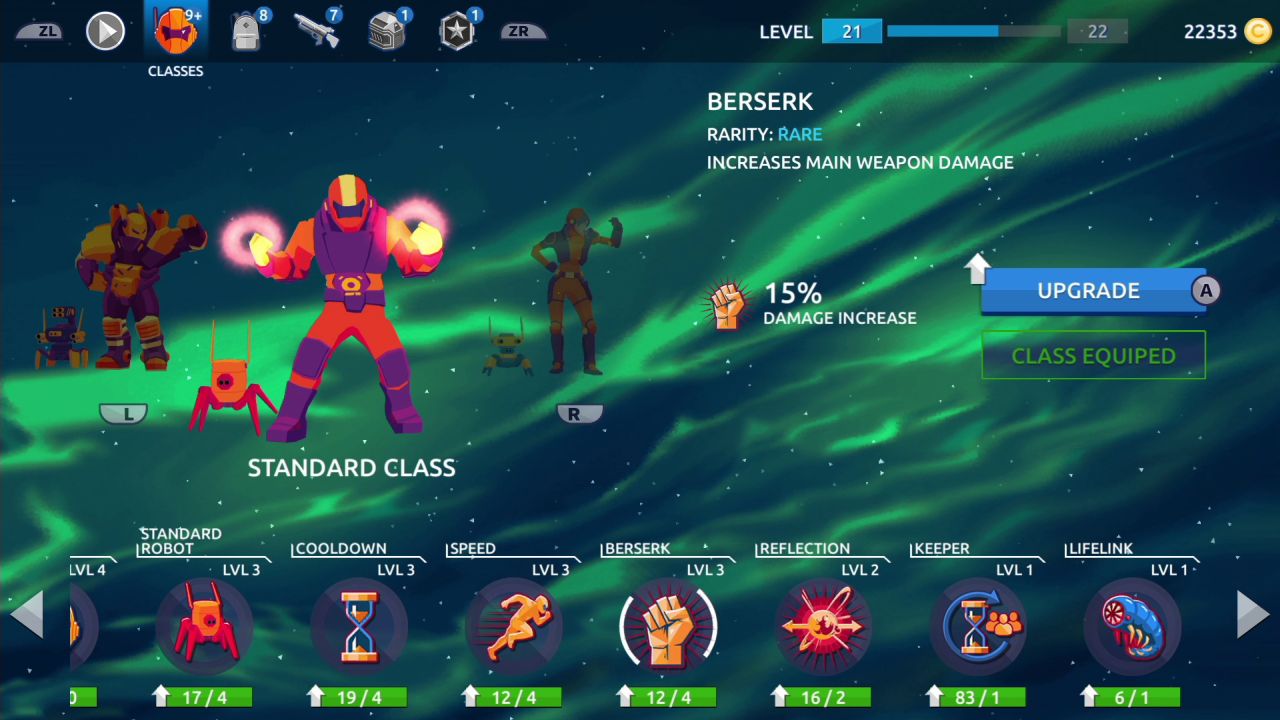 ZL
9+
8
7
1
1
ZR
LEVEL 21
22
22353 C
CLASSES
BERSERK
RARITY: RARE
INCREASES MAIN WEAPON DAMAGE
15%
DAMAGE INCREASE
UPGRADE A
CLASS EQUIPED
L
R
STANDARD CLASS
LVL 4
STANDARD
ROBOT
LVL 3
COOLDOWN
LVL 3
SPEED
LVL 3
BERSERK
LVL 3
REFLECTION
LVL 2
KEEPER
LVL 1
LIFELINK
LVL 1
0
17/4
19/4
12/4
12/4
16/2
83/1
6/1